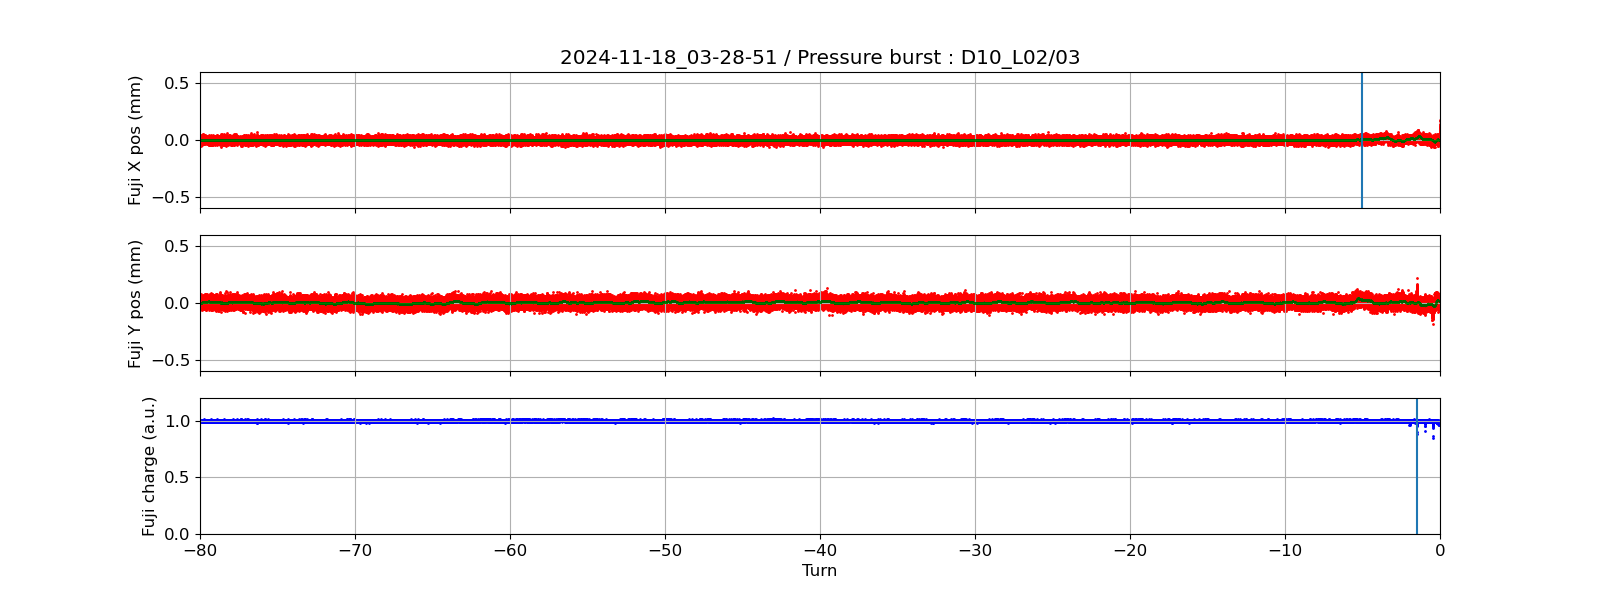 2024-11-18_03-28-51 / Pressure burst : D10_L02/03
Fuji X pos (mm)
0.5
0.0
−0.5
Fuji Y pos (mm)
0.5
0.0
−0.5
Fuji charge (a.u.)
1.0
0.5
0.0
−80 −70 −60 −50 −40 −30 −20 −10 0
Turn